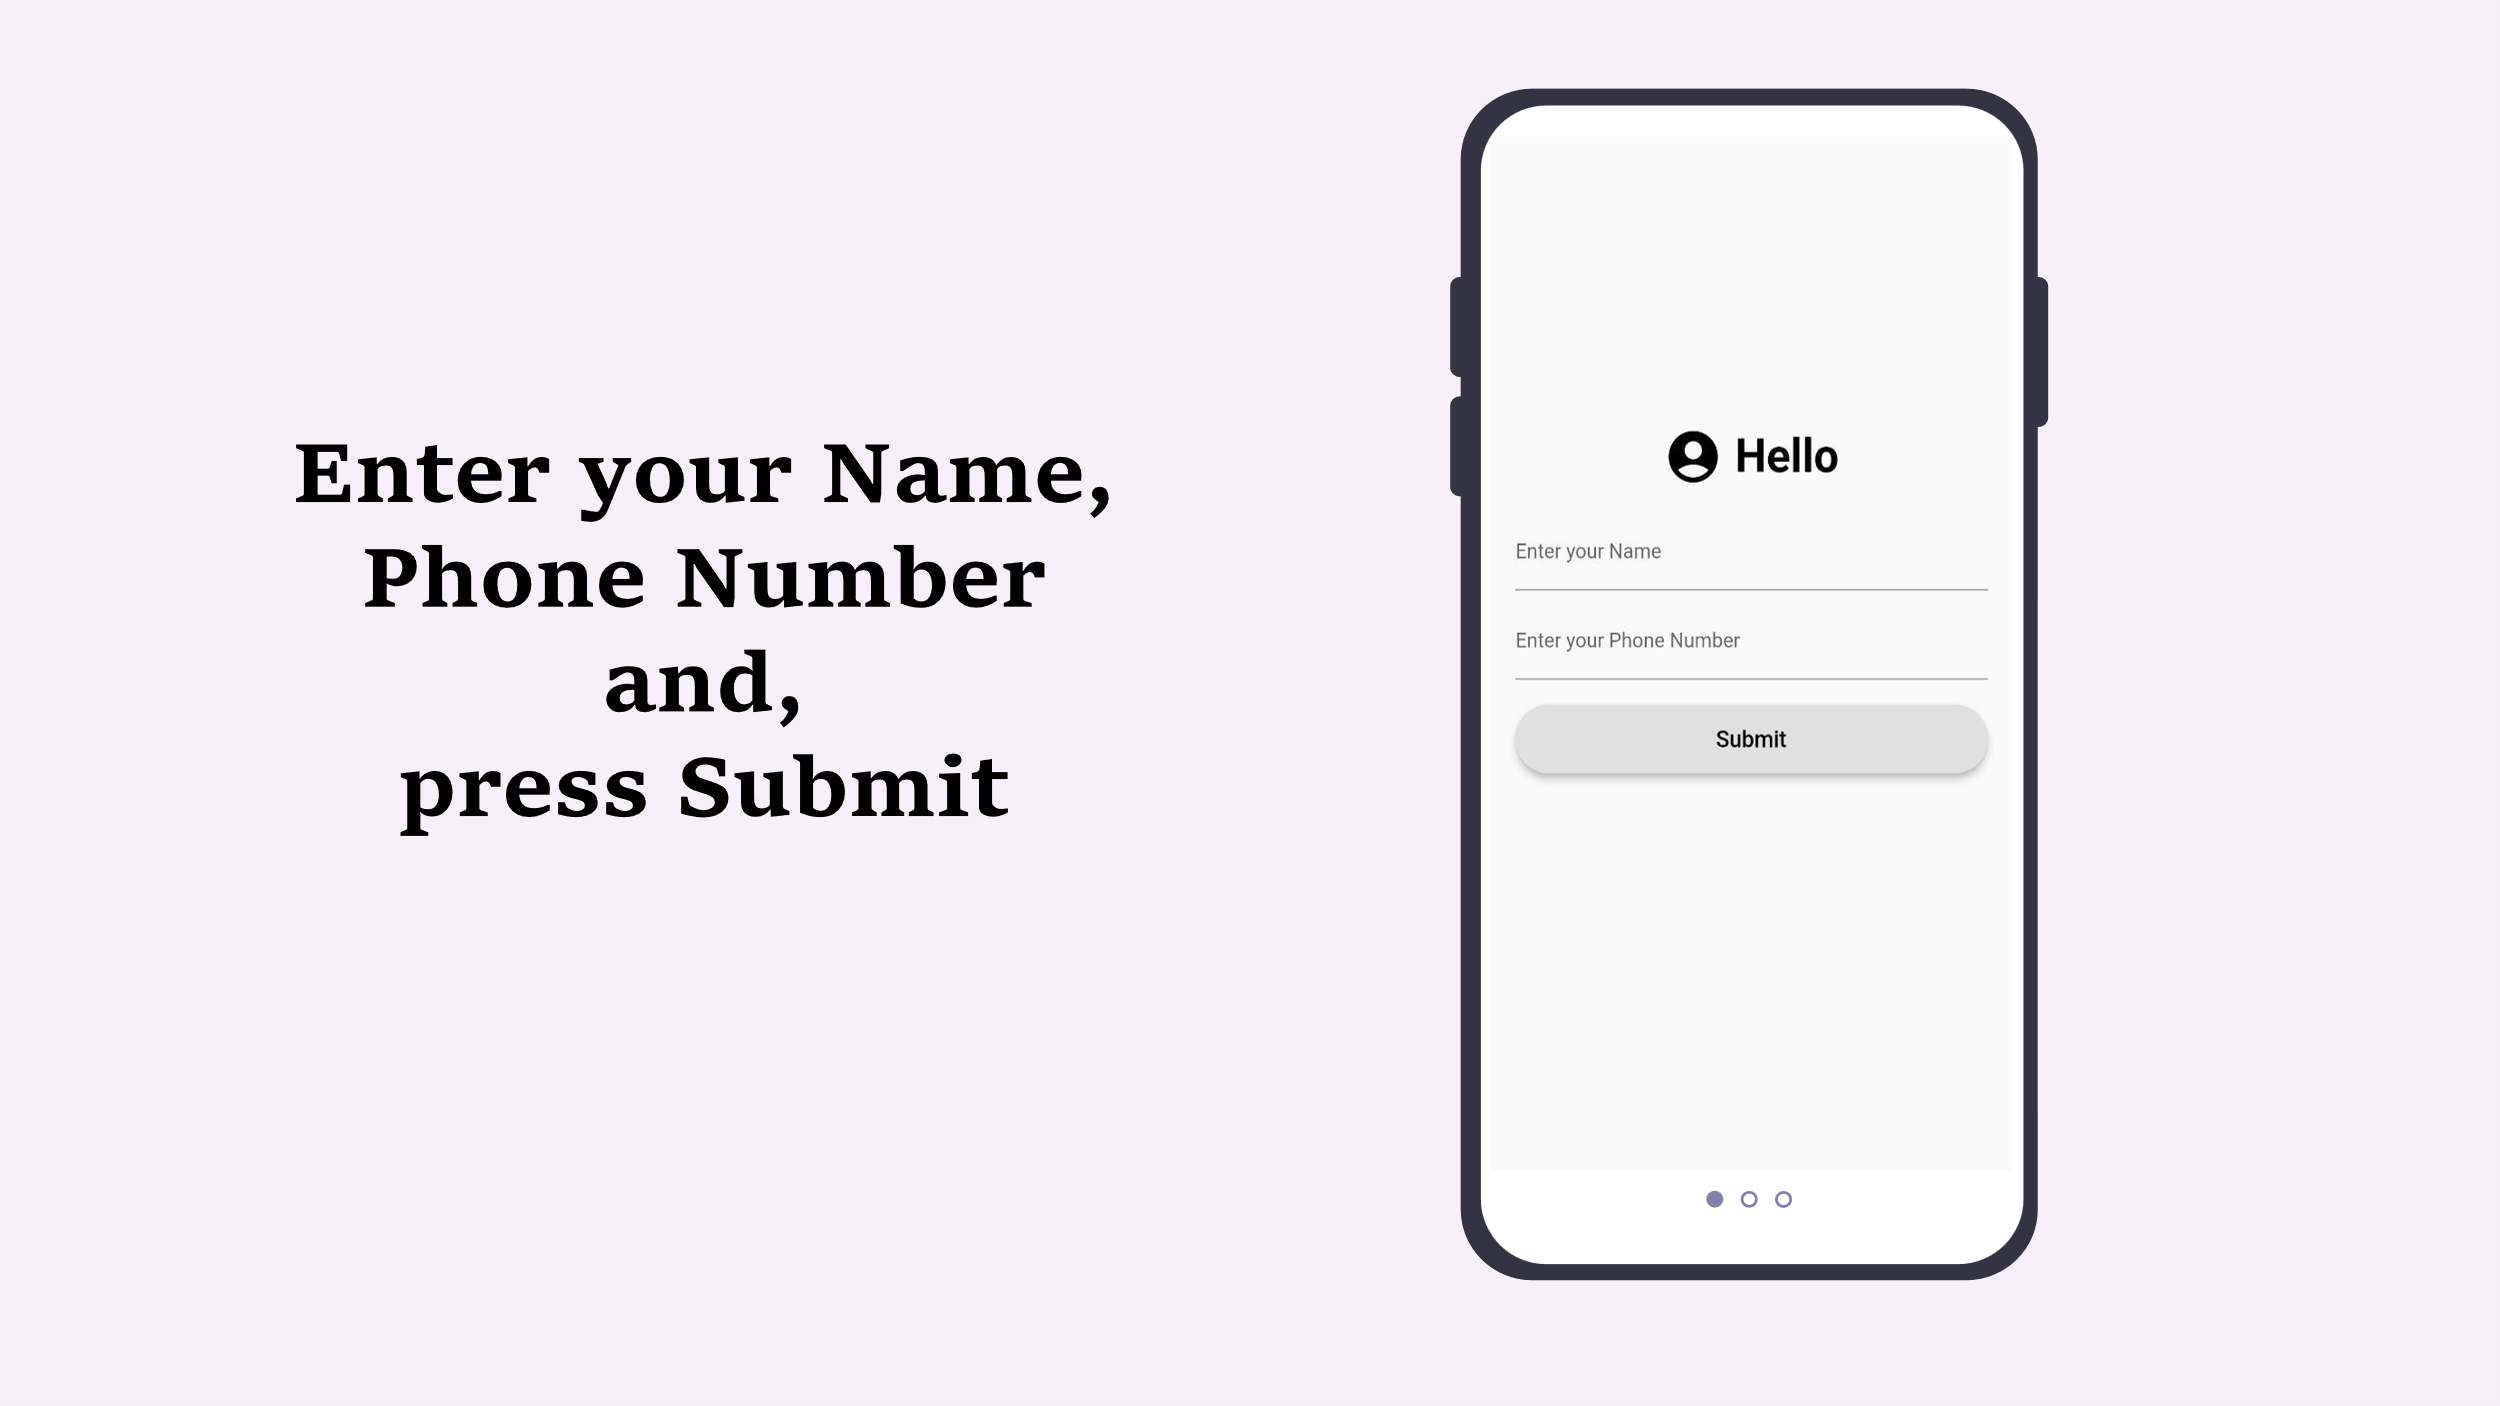 Enter your Name,
Phone Number
and,
press Submit
Hello
Enter your Name
Enter your Phone Number
Submit